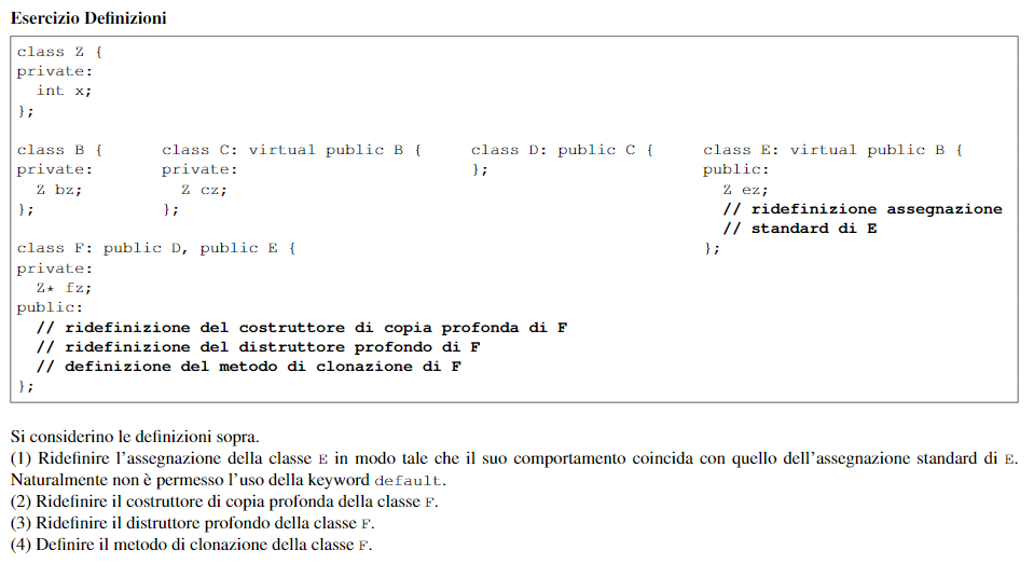 Esercizio Definizioni
class Z {
private:
  int x;
};
class B {      class C: virtual public B {      class D: public C {      class E: virtual public B {
private:       private:                         };                       public:
  Z bz;          Z cz;                                                     Z ez;
};             };                                                          // ridefinizione assegnazione
                                                                           // standard di E
class F: public D, public E {                                            };
private:
  Z* fz;
public:
  // ridefinizione del costruttore di copia profonda di F
  // ridefinizione del distruttore profondo di F
  // definizione del metodo di clonazione di F
};
Si considerino le definizioni sopra.
(1) Ridefinire l'assegnazione della classe E in modo tale che il suo comportamento coincida con quello dell'assegnazione standard di E.
Naturalmente non è permesso l'uso della keyword default.
(2) Ridefinire il costruttore di copia profonda della classe F.
(3) Ridefinire il distruttore profondo della classe F.
(4) Definire il metodo di clonazione della classe F.